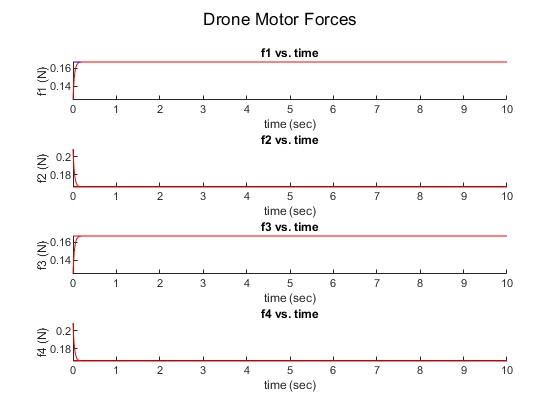 Drone Motor Forces
f1 vs. time
f1 (N)
0.16
0.14
0 1 2 3 4 5 6 7 8 9 10
time (sec)
f2 vs. time
f2 (N)
0.2
0.18
0 1 2 3 4 5 6 7 8 9 10
time (sec)
f3 vs. time
f3 (N)
0.16
0.14
0 1 2 3 4 5 6 7 8 9 10
time (sec)
f4 vs. time
f4 (N)
0.2
0.18
0 1 2 3 4 5 6 7 8 9 10
time (sec)